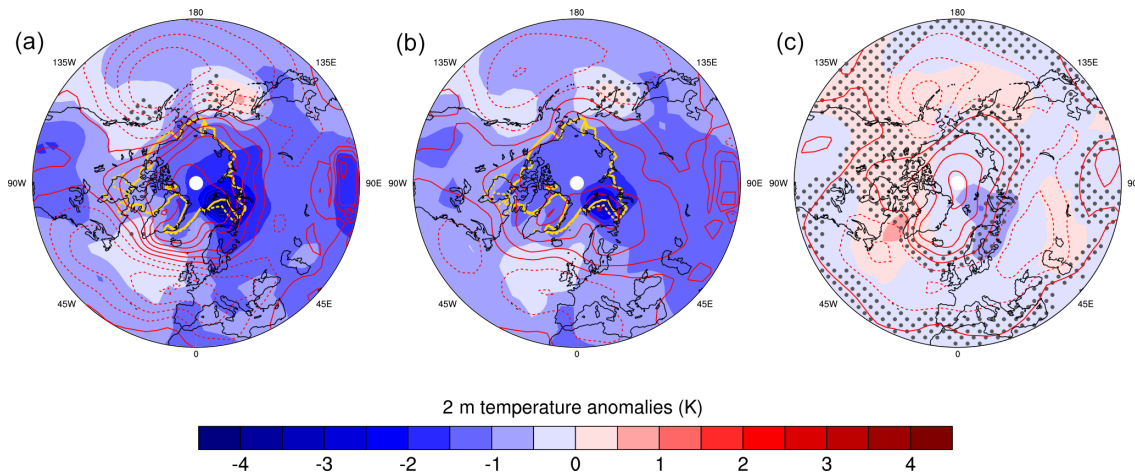 (a) (b) (c)
180 180 180
135W 135E 135W 135E 135W 135E
90W 90E 90W 90E 90W 90
45W 45E 45W 45E 45W 45E
0 0 0
2 m temperature anomalies (K)
-4 -3 -2 -1 0 1 2 3 4